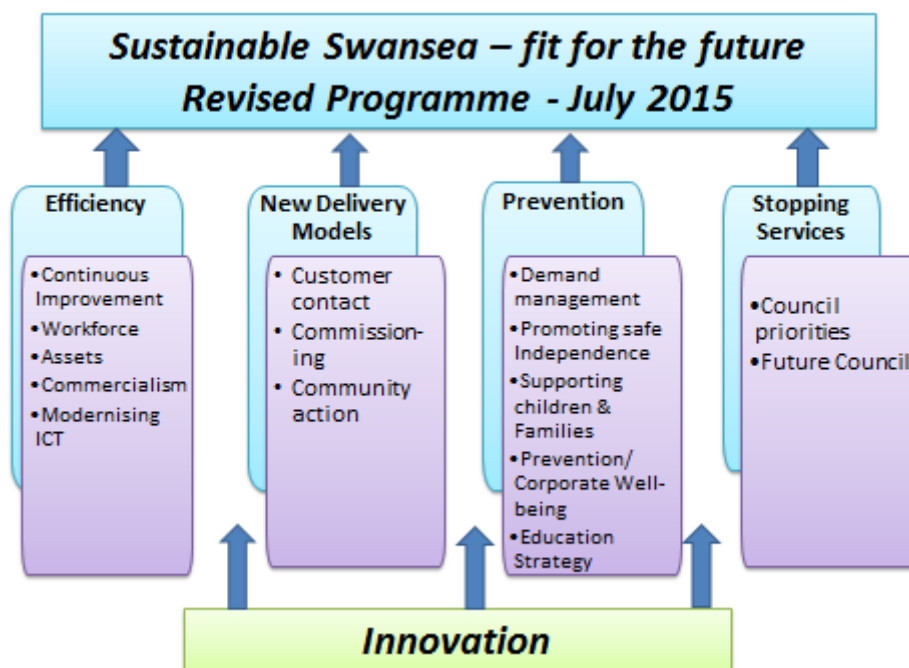 Sustainable Swansea – fit for the future
Revised Programme - July 2015
Efficiency
•Continuous
Improvement
•Workforce
•Assets
•Commercialism
•Modernising
ICT
New Delivery
Models
• Customer
contact
• Commission-
ing
• Community
action
Prevention
•Demand
management
•Promoting safe
Independence
•Supporting
children &
Families
•Prevention/
Corporate Well-
being
•Education
Strategy
Stopping
Services
•Council
priorities
•Future Council
Innovation